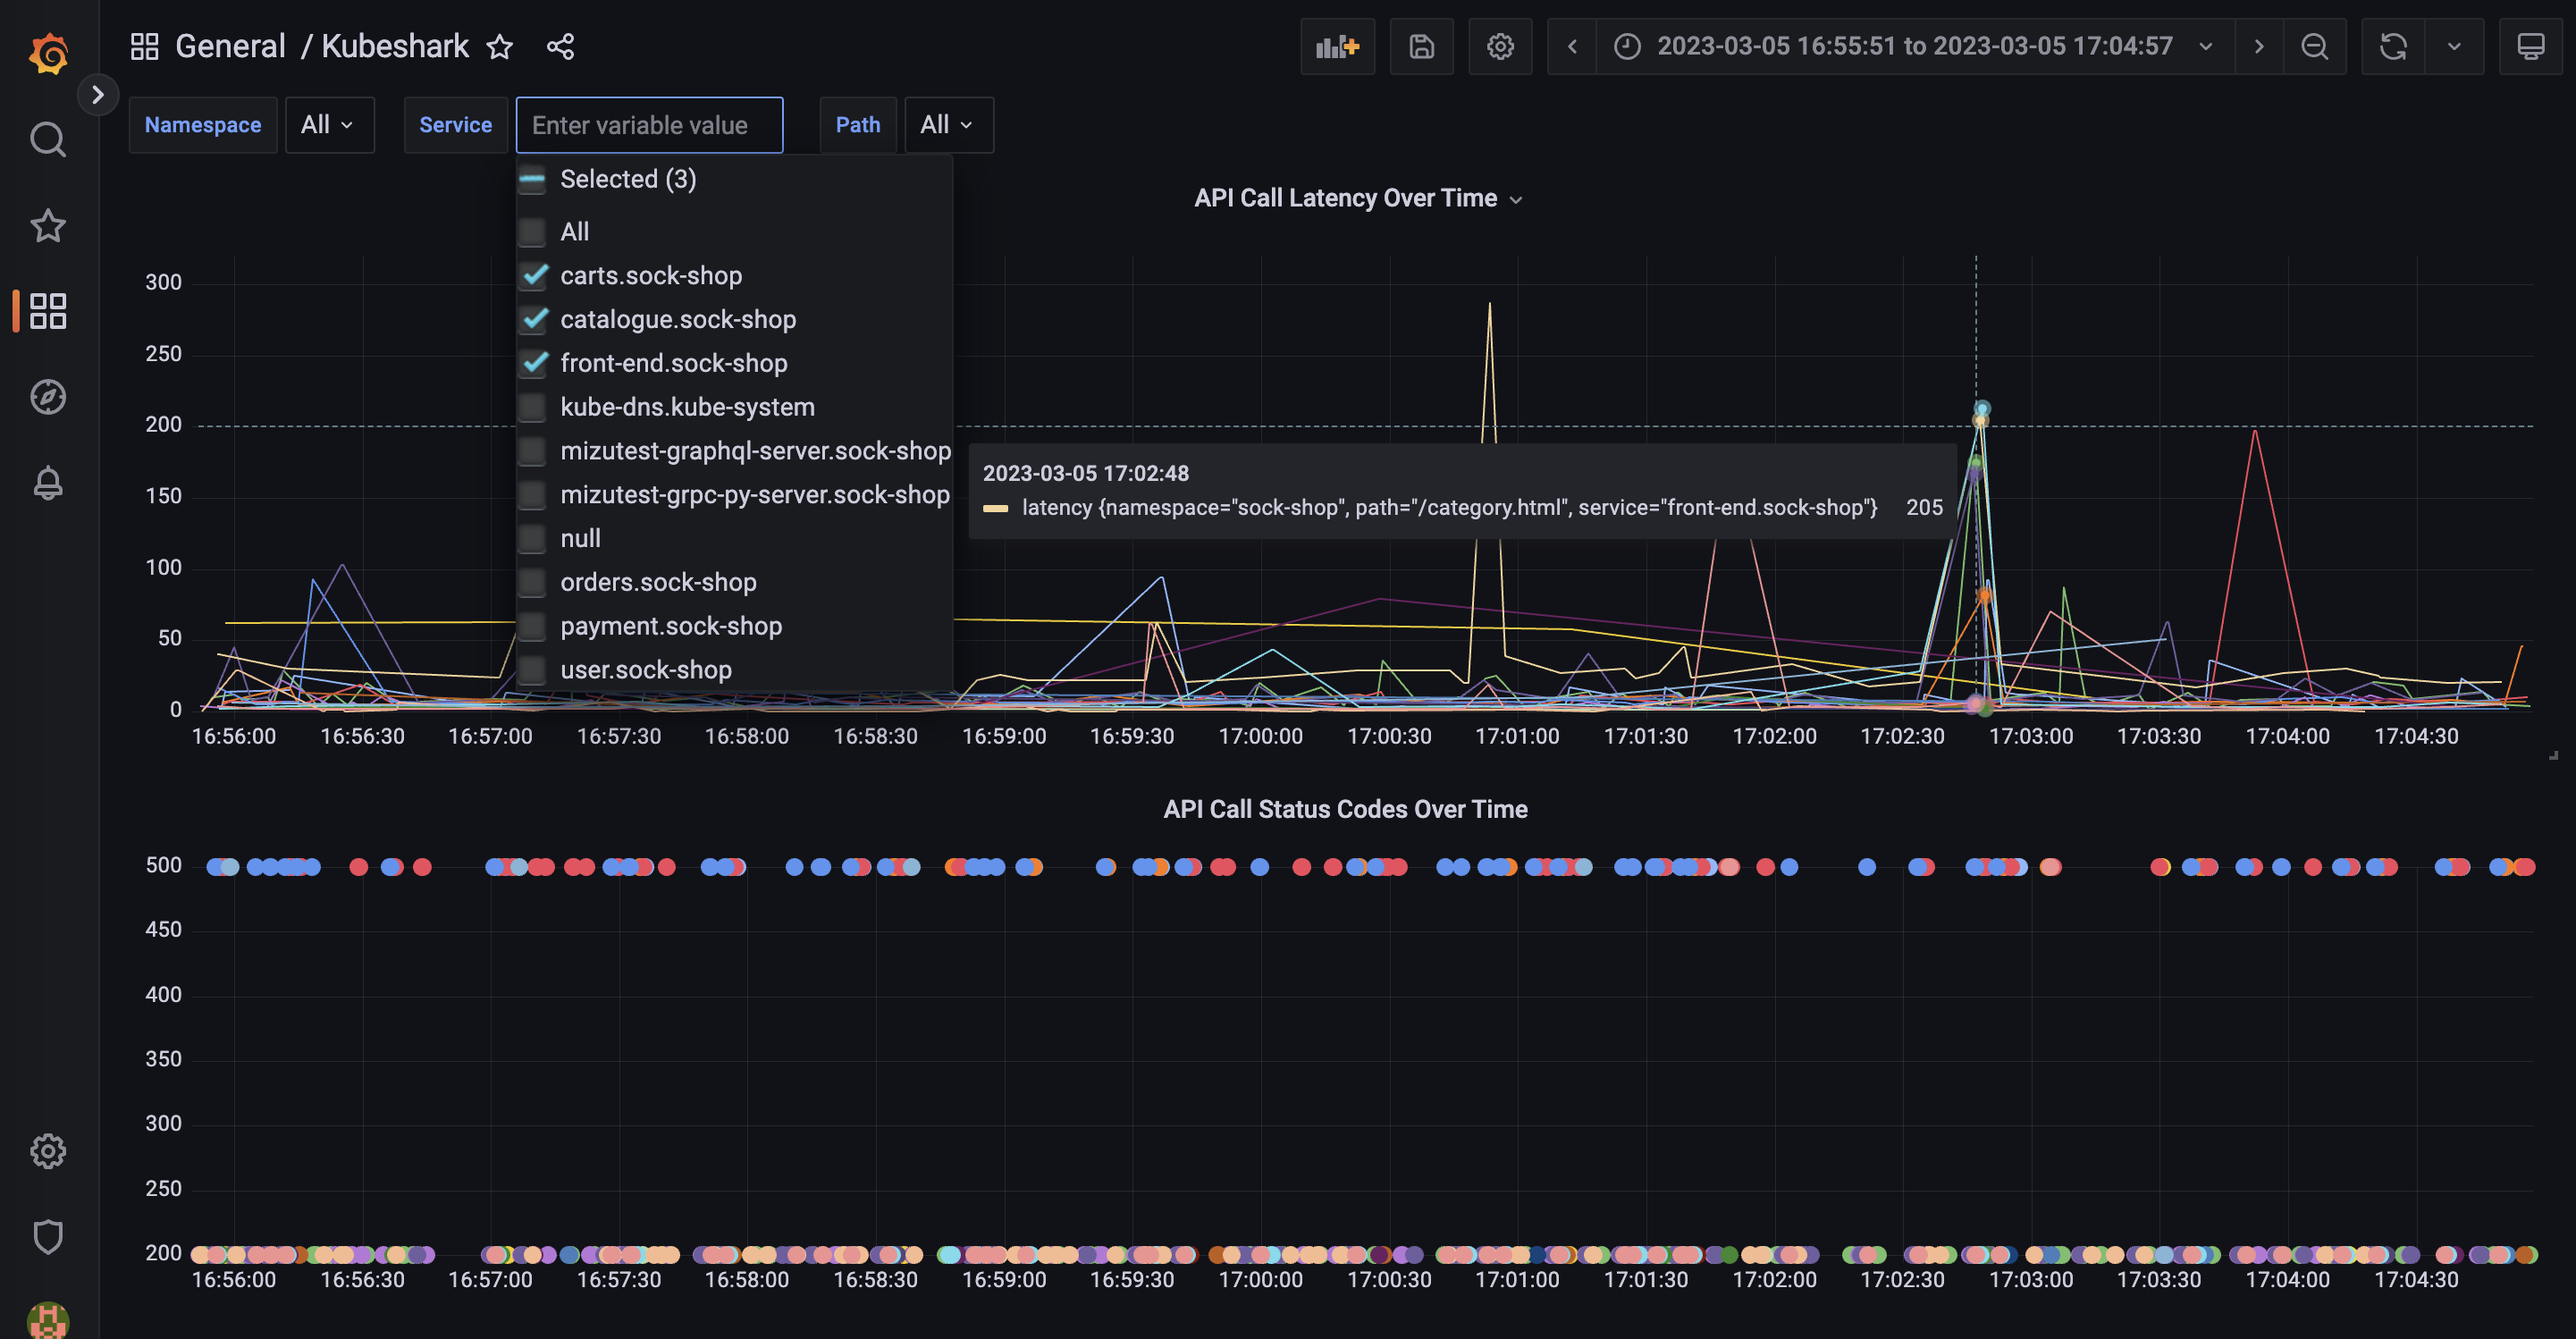 General / Kubeshark
2023-03-05 16:55:51 to 2023-03-05 17:04:57
Namespace All Service Enter variable value Path All
Selected (3)
All
carts.sock-shop
catalogue.sock-shop
front-end.sock-shop
kube-dns.kube-system
mizutest-graphql-server.sock-shop
mizutest-grpc-py-server.sock-shop
null
orders.sock-shop
payment.sock-shop
user.sock-shop
API Call Latency Over Time
300
250
200
150
100
50
0
2023-03-05 17:02:48
latency {namespace="sock-shop", path="/category.html", service="front-end.sock-shop"} 205
16:56:00 16:56:30 16:57:00 16:57:30 16:58:00 16:58:30 16:59:00 16:59:30 17:00:00 17:00:30 17:01:00 17:01:30 17:02:00 17:02:30 17:03:00 17:03:30 17:04:00 17:04:30
API Call Status Codes Over Time
500
450
400
350
300
250
200
16:56:00 16:56:30 16:57:00 16:57:30 16:58:00 16:58:30 16:59:00 16:59:30 17:00:00 17:00:30 17:01:00 17:01:30 17:02:00 17:02:30 17:03:00 17:03:30 17:04:00 17:04:30